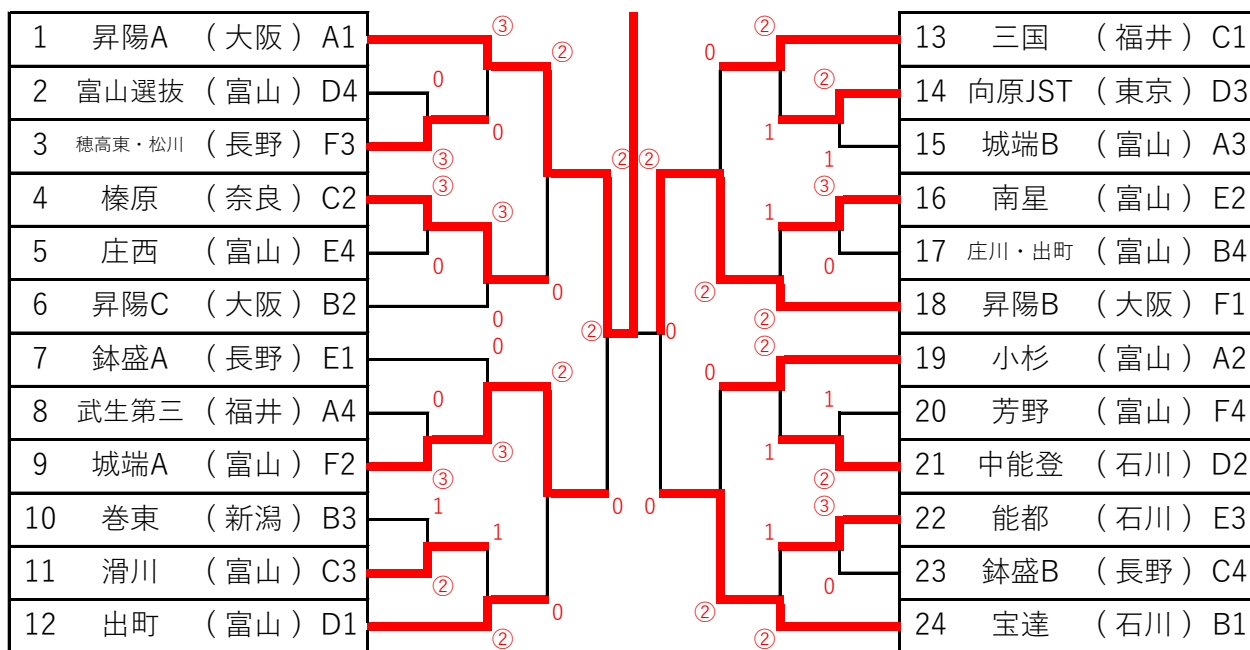 1 昇陽A （大阪）A1
2 富山選抜（富山）D4
3 穂高東・松川（長野）F3
4 榛原 （奈良）C2
5 庄西 （富山）E4
6 昇陽C （大阪）B2
7 鉢盛A （長野）E1
8 武生第三（福井）A4
9 城端A （富山）F2
10 巻東 （新潟）B3
11 滑川 （富山）C3
12 出町 （富山）D1
③
②
0
0
③
③
③
0
0
0
0
②
0
③
③
1
1
②
0
②
②
②
②
0
0
0
②
0
②
1
1
③
1
0
②
②
②
0
1
1
②
③
1
0
②
②
13 三国 （福井）C1
14 向原JST（東京）D3
15 城端B （富山）A3
16 南星 （富山）E2
17 庄川・出町（富山）B4
18 昇陽B （大阪）F1
19 小杉 （富山）A2
20 芳野 （富山）F4
21 中能登（石川）D2
22 能都 （石川）E3
23 鉢盛B （長野）C4
24 宝達 （石川）B1